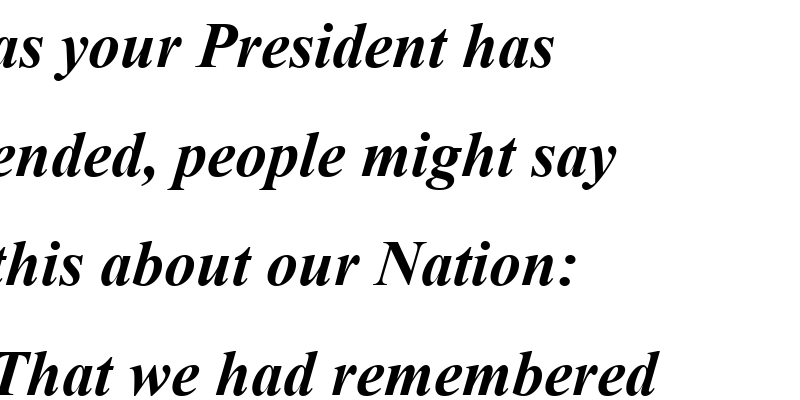 as your President has
ended, people might say
this about our Nation:
That we had remembered